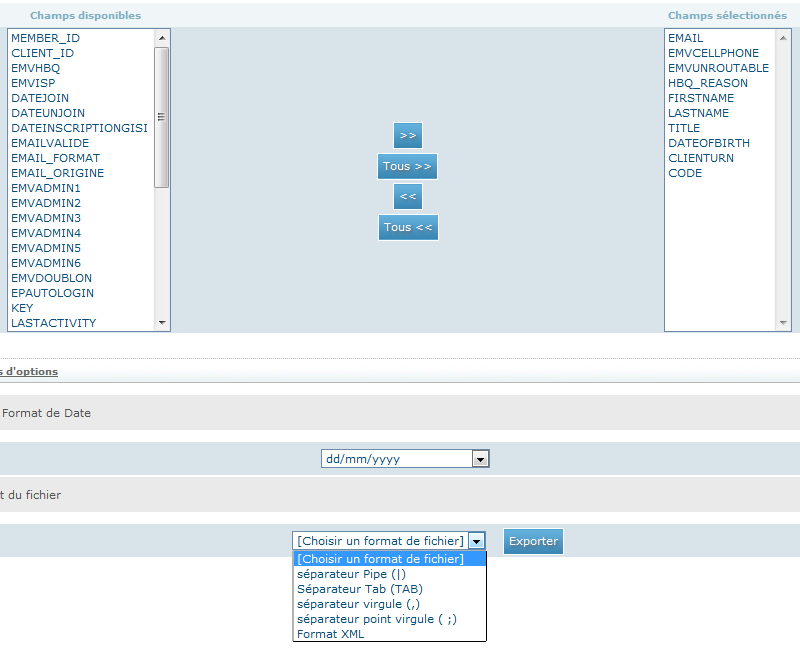 Champs disponibles
Champs sélectionnés
MEMBER_ID
CLIENT_ID
EMVHBQ
EMVISP
DATEJOIN
DATEUNJOIN
DATEINSCRIPTIONGISI
EMAILVALIDE
EMAIL_FORMAT
EMAIL_ORIGINE
EMVADMIN1
EMVADMIN2
EMVADMIN3
EMVADMIN4
EMVADMIN5
EMVADMIN6
EMVDOUBLON
EPAUTOLOGIN
KEY
LASTACTIVITY
>>
Tous >>
<<
Tous <<
EMAIL
EMVCELLPHONE
EMVUNROUTABLE
HBQ_REASON
FIRSTNAME
LASTNAME
TITLE
DATEOFBIRTH
CLIENTURN
CODE
s d'options
Format de Date
dd/mm/yyyy
t du fichier
[Choisir un format de fichier]
Exporter
[Choisir un format de fichier]
séparateur Pipe (|)
Séparateur Tab (TAB)
séparateur virgule (,)
séparateur point virgule ( ;)
Format XML